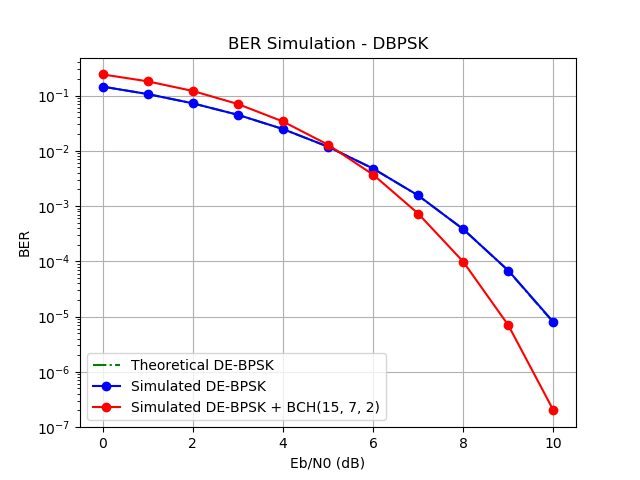 BER Simulation - DBPSK
BER
10⁻¹
10⁻²
10⁻³
10⁻⁴
10⁻⁵
10⁻⁶
10⁻⁷
Theoretical DE-BPSK
Simulated DE-BPSK
Simulated DE-BPSK + BCH(15, 7, 2)
0 2 4 6 8 10
Eb/N0 (dB)